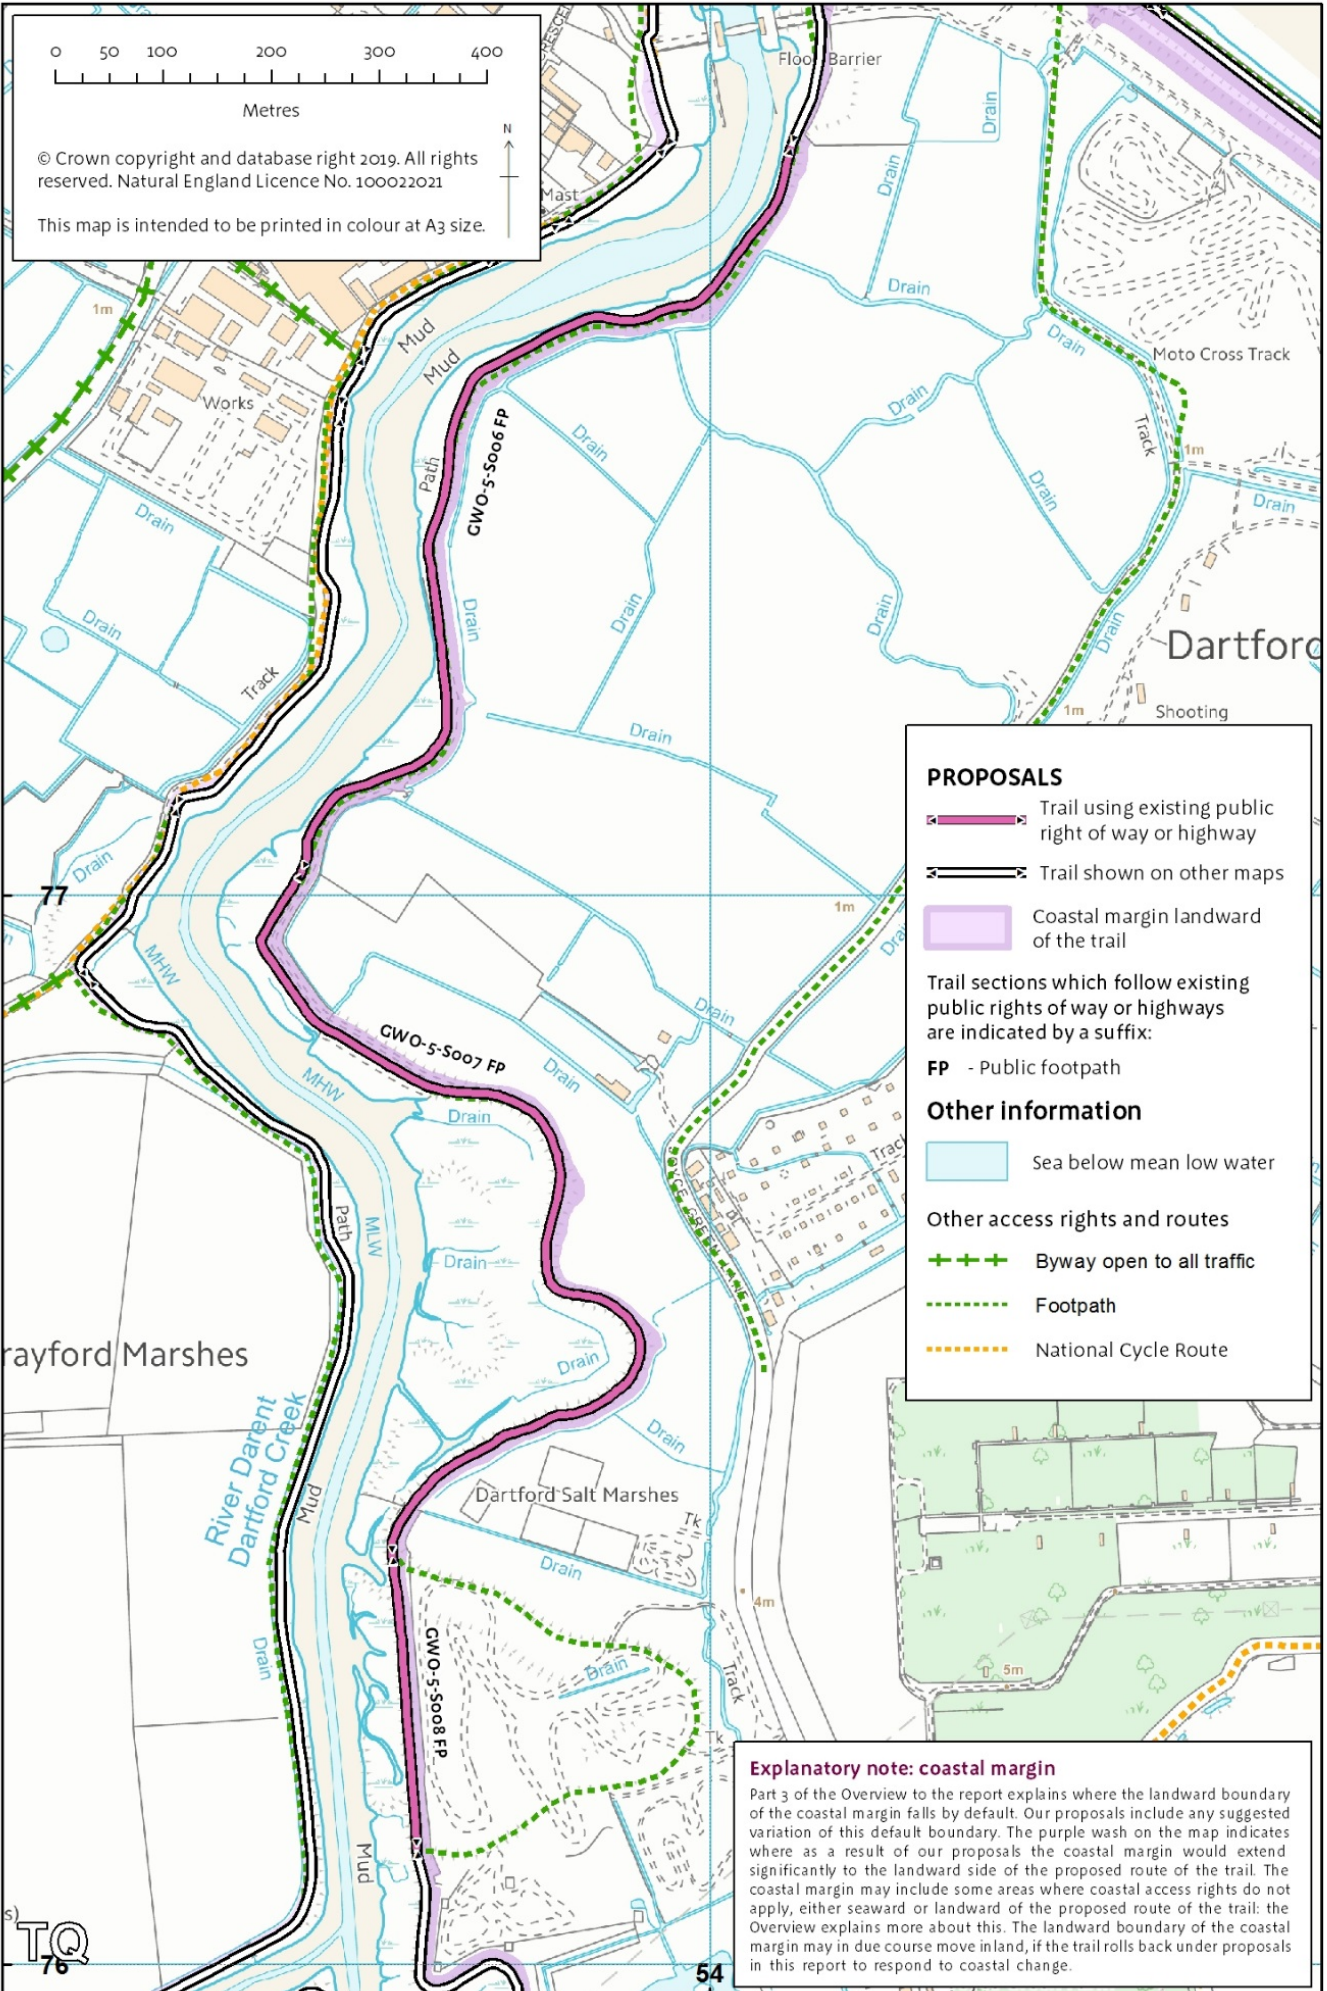 0 50 100 200 300 400
Metres
N
© Crown copyright and database right 2019. All rights
reserved. Natural England Licence No. 100022021
This map is intended to be printed in colour at A3 size.
Mast
Drain
Drain
Drain
1m
Mud
Mud
Drain
Drain
Moto Cross Track
Works
Drain
Path
GWO-5-S006 FP
Drain
Track
1m
Drain
Drain
Drain
Drain
Drain
Drain
Drain
Drain
Dartford
Track
1m
Shooting
Drain
PROPOSALS
Trail using existing public
right of way or highway
Trail shown on other maps
Coastal margin landward
of the trail
Trail sections which follow existing
public rights of way or highways
are indicated by a suffix:
FP - Public footpath
Other information
Sea below mean low water
Other access rights and routes
Byway open to all traffic
Footpath
National Cycle Route
Drain
77
1m
MHW
Drain
GWO-5-S007 FP
MHW
Drain
Drain
Path
MLW
Drain
rayford Marshes
Drain
River Darent
Dartford Creek
Drain
Mud
Dartford Salt Marshes
Tk
Drain
4m
Drain
GWO-5-S008 FP
Drain
Track
5m
Tk
Mud
Explanatory note: coastal margin
Part 3 of the Overview to the report explains where the landward boundary
of the coastal margin falls by default. Our proposals include any suggested
variation of this default boundary. The purple wash on the map indicates
where as a result of our proposals the coastal margin would extend
significantly to the landward side of the proposed route of the trail. The
coastal margin may include some areas where coastal access rights do not
apply, either seaward or landward of the proposed route of the trail: the
Overview explains more about this. The landward boundary of the coastal
margin may in due course move inland, if the trail rolls back under proposals
in this report to respond to coastal change.
s)
TQ
76
54